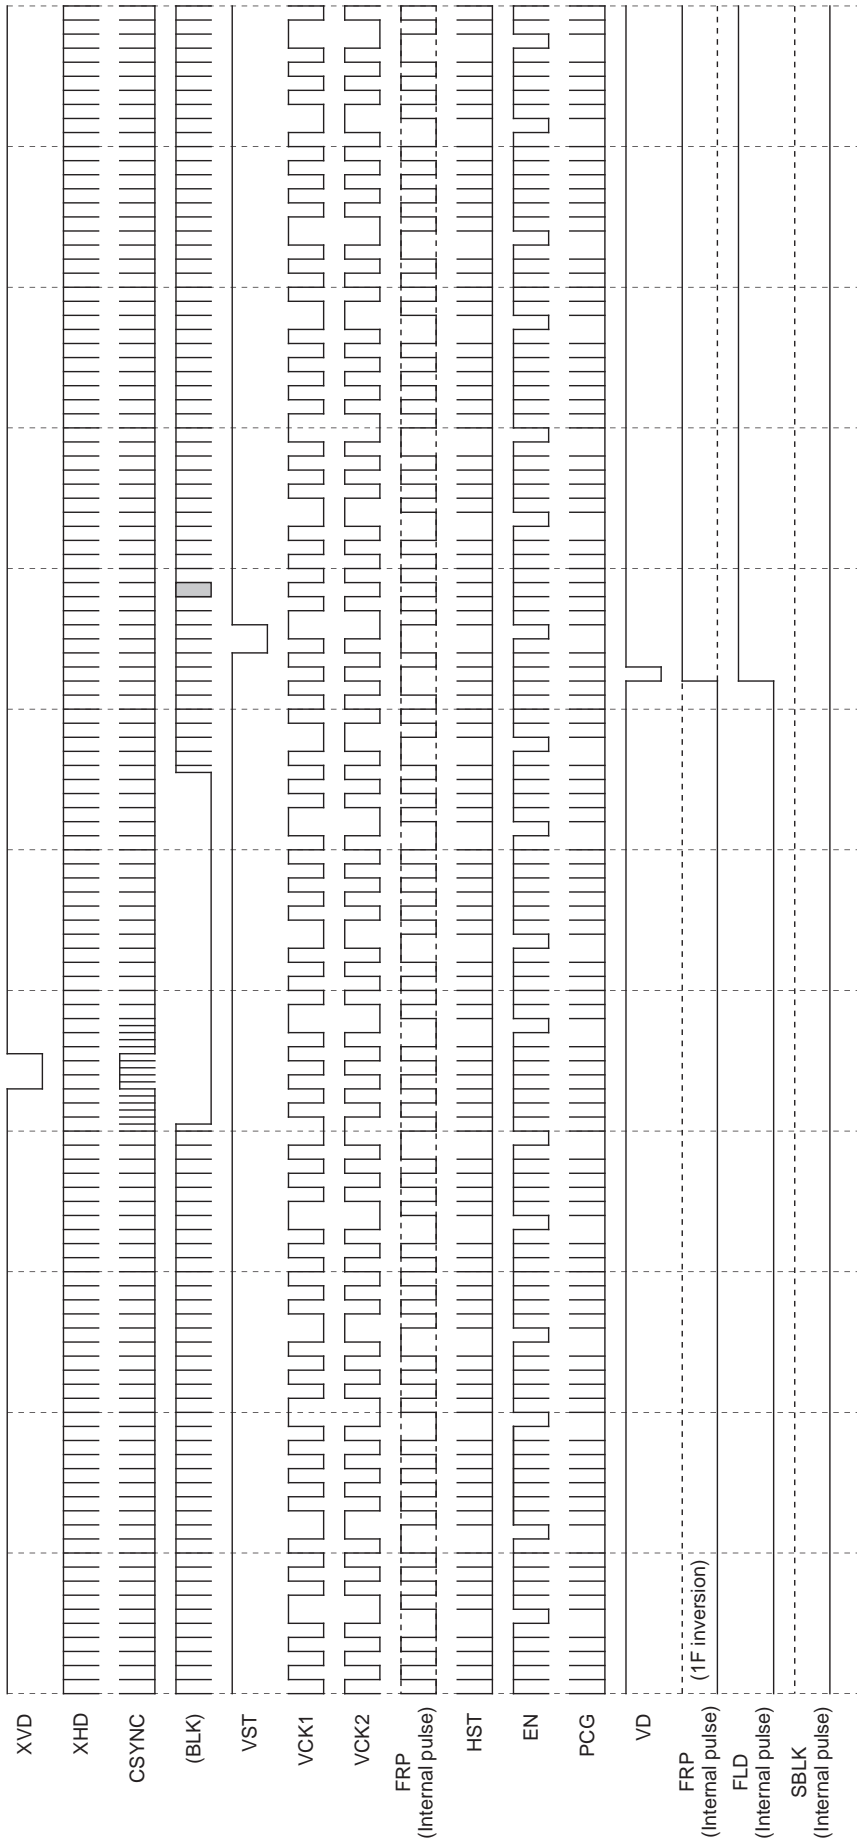 XVD
XHD
CSYNC
(BLK)
VST
VCK1
VCK2
FRP
(Internal pulse)
HST
EN
PCG
VD
FRP
(Internal pulse)
(1F inversion)
FLD
(Internal pulse)
SBLK
(Internal pulse)